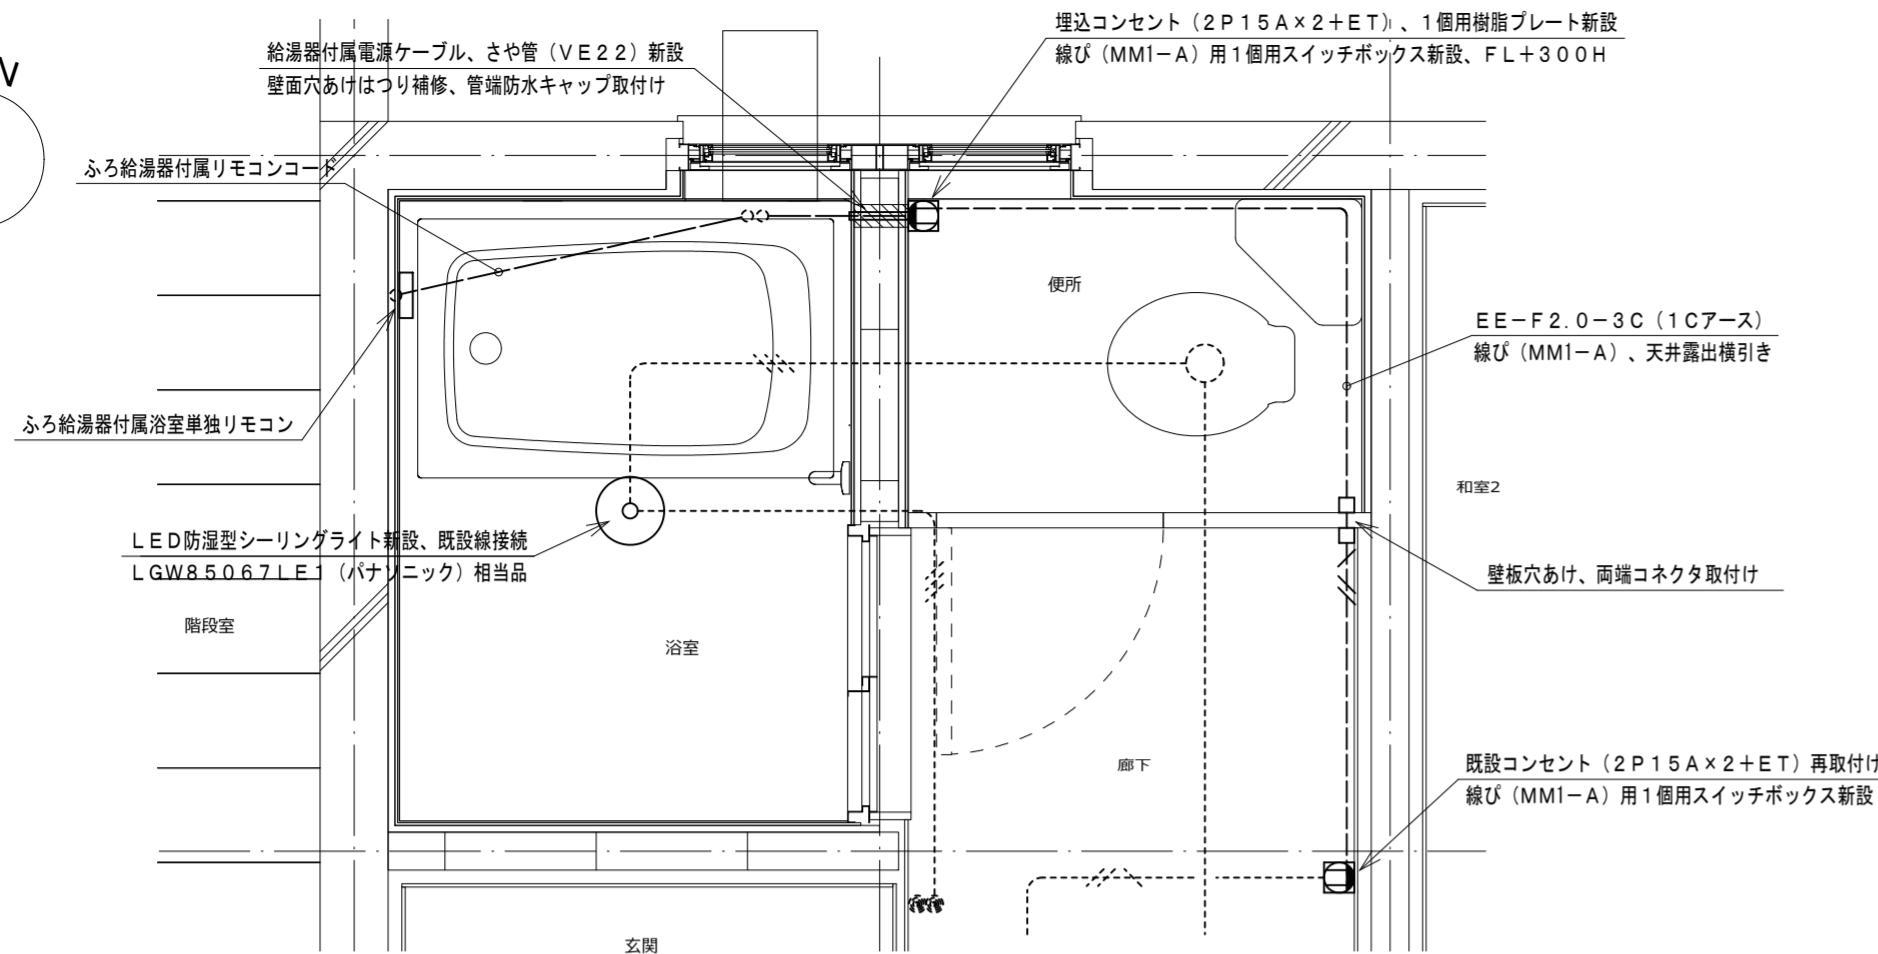 給湯器付属電源ケーブル、さや管（ＶＥ２２）新設
壁面穴あけはつり補修、管端防水キャップ取付け
埋込コンセント（２Ｐ１５Ａ×２＋ＥＴ）、１個用樹脂プレート新設
線ぴ（ＭＭ１－Ａ）用１個用スイッチボックス新設、ＦＬ＋３００Ｈ
ふろ給湯器付属リモコンコード
便所
ＥＥ－Ｆ２.０－３Ｃ（１Ｃアース）
線ぴ（ＭＭ１－Ａ）、天井露出横引き
ふろ給湯器付属浴室単独リモコン
和室2
ＬＥＤ防湿型シーリングライト新設、既設線接続
ＬＧＷ８５０６７ＬＥ１（パナソニック）相当品
壁板穴あけ、両端コネクタ取付け
階段室
浴室
廊下
既設コンセント（２Ｐ１５Ａ×２＋ＥＴ）再取付け
線ぴ（ＭＭ１－Ａ）用１個用スイッチボックス新設
玄関